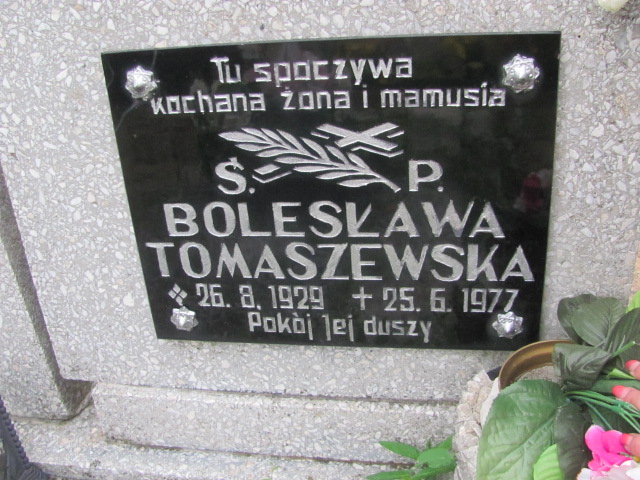 Tu spoczywa
kochana żona i mamusia
Ś. P.
BOLESŁAWA
TOMASZEWSKA
26. 8. 1929 + 25. 6. 1977
Pokój Jej duszy